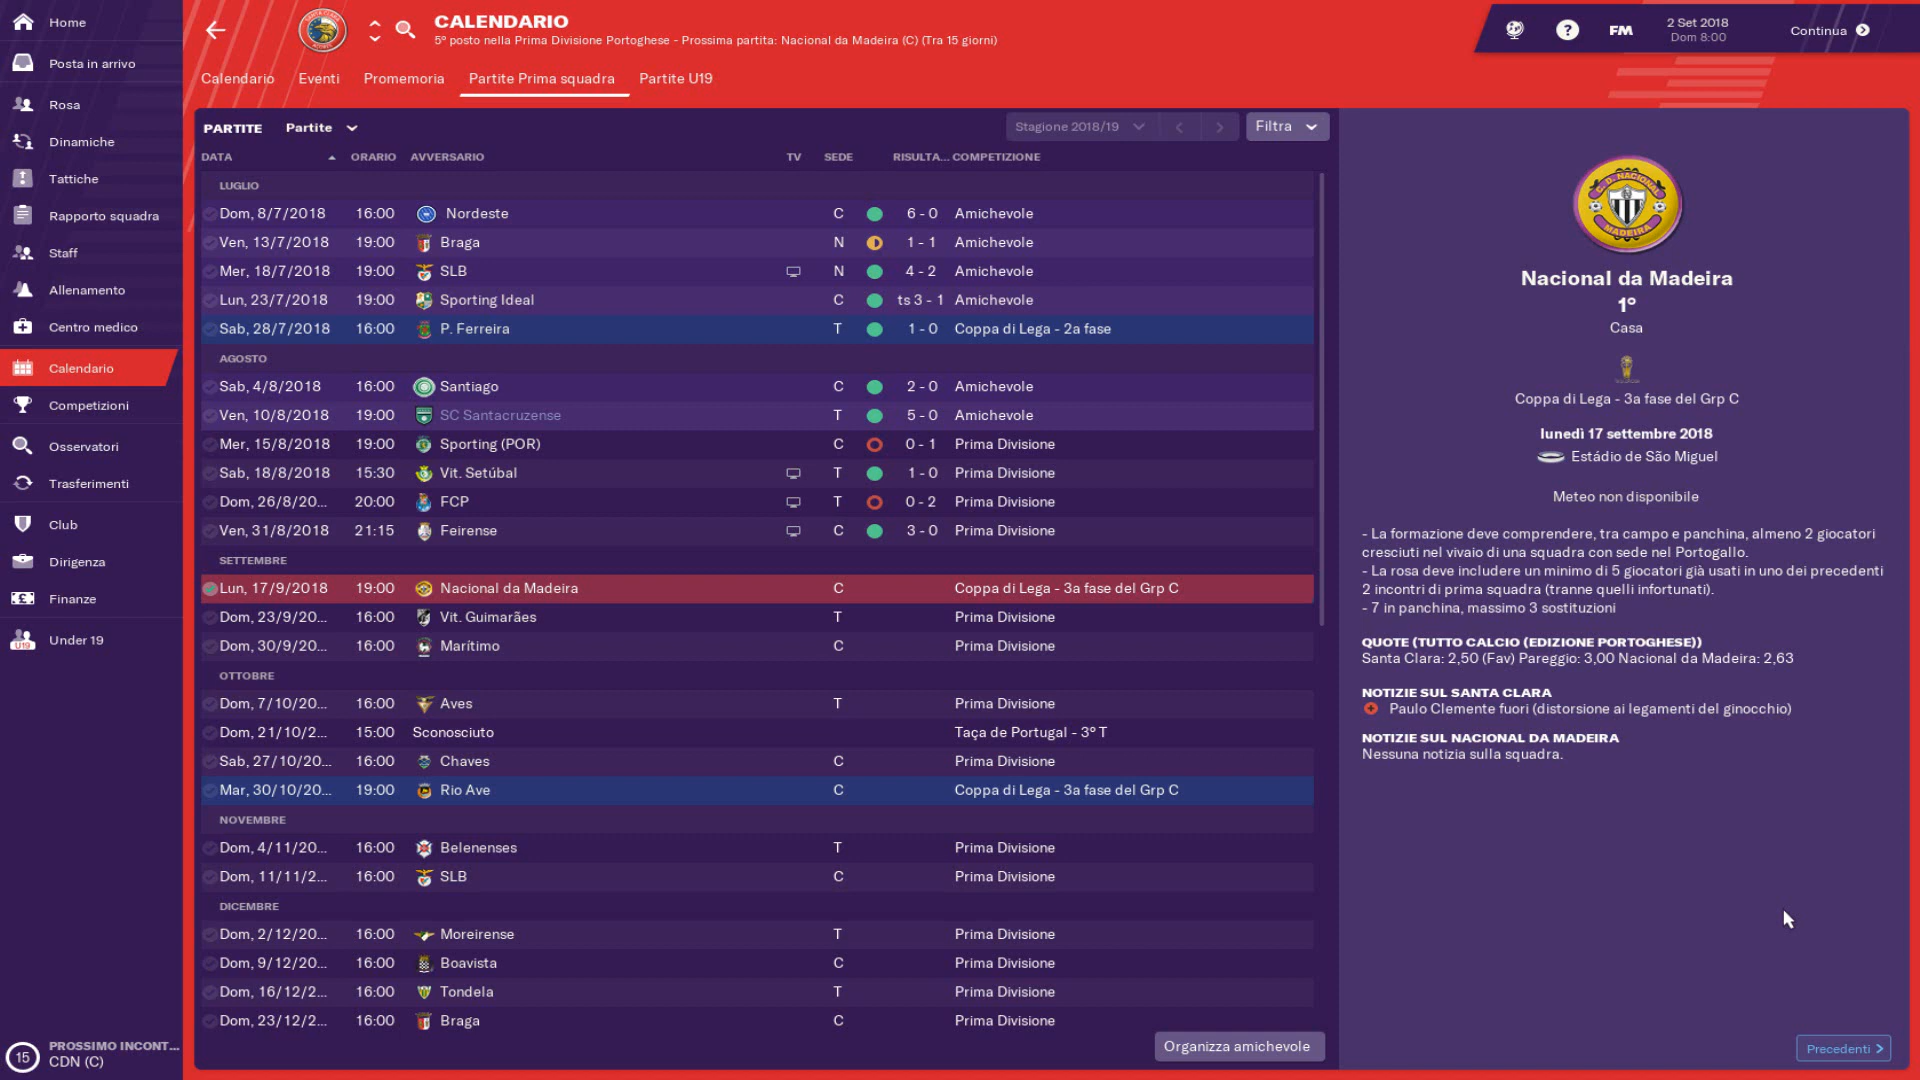 Home
Posta in arrivo
Rosa
Dinamiche
Tattiche
Rapporto squadra
Staff
Allenamento
Centro medico
Calendario
Competizioni
Osservatori
Trasferimenti
Club
Dirigenza
Finanze
U19 Under 19
15 PROSSIMO INCONT...
CDN (C)
CALENDARIO
5º posto nella Prima Divisione Portoghese - Prossima partita: Nacional da Madeira (C) (Tra 15 giorni)
? FM 2 Set 2018
Dom 8:00
Continua
Calendario Eventi Promemoria Partite Prima squadra Partite U19
PARTITE Partite Stagione 2018/19 Filtra
DATA ORARIO AVVERSARIO TV SEDE RISULTA... COMPETIZIONE
LUGLIO
Dom, 8/7/2018 16:00 Nordeste C 6 - 0 Amichevole
Ven, 13/7/2018 19:00 Braga N 1 - 1 Amichevole
Mer, 18/7/2018 19:00 SLB N 4 - 2 Amichevole
Lun, 23/7/2018 19:00 Sporting Ideal C ts 3 - 1 Amichevole
Sab, 28/7/2018 16:00 P. Ferreira T 1 - 0 Coppa di Lega - 2a fase
AGOSTO
Sab, 4/8/2018 16:00 Santiago C 2 - 0 Amichevole
Ven, 10/8/2018 19:00 SC Santacruzense T 5 - 0 Amichevole
Mer, 15/8/2018 19:00 Sporting (POR) C 0 - 1 Prima Divisione
Sab, 18/8/2018 15:30 Vit. Setúbal T 1 - 0 Prima Divisione
Dom, 26/8/20... 20:00 FCP T 0 - 2 Prima Divisione
Ven, 31/8/2018 21:15 Feirense C 3 - 0 Prima Divisione
SETTEMBRE
Lun, 17/9/2018 19:00 Nacional da Madeira C Coppa di Lega - 3a fase del Grp C
Dom, 23/9/20... 16:00 Vit. Guimarães T Prima Divisione
Dom, 30/9/20... 16:00 Marítimo C Prima Divisione
OTTOBRE
Dom, 7/10/20... 16:00 Aves T Prima Divisione
Dom, 21/10/2... 15:00 Sconosciuto Taça de Portugal - 3º T
Sab, 27/10/20... 16:00 Chaves C Prima Divisione
Mar, 30/10/20... 19:00 Rio Ave C Coppa di Lega - 3a fase del Grp C
NOVEMBRE
Dom, 4/11/20... 16:00 Belenenses T Prima Divisione
Dom, 11/11/2... 16:00 SLB C Prima Divisione
DICEMBRE
Dom, 2/12/20... 16:00 Moreirense T Prima Divisione
Dom, 9/12/20... 16:00 Boavista C Prima Divisione
Dom, 16/12/2... 16:00 Tondela T Prima Divisione
Dom, 23/12/2... 16:00 Braga C Prima Divisione
Organizza amichevole
C. D. NACIONAL
MADEIRA
Nacional da Madeira
1º
Casa
Coppa di Lega - 3a fase del Grp C
lunedì 17 settembre 2018
Estádio de São Miguel
Meteo non disponibile
- La formazione deve comprendere, tra campo e panchina, almeno 2 giocatori
cresciuti nel vivaio di una squadra con sede nel Portogallo.
- La rosa deve includere un minimo di 5 giocatori già usati in uno dei precedenti
2 incontri di prima squadra (tranne quelli infortunati).
- 7 in panchina, massimo 3 sostituzioni
QUOTE (TUTTO CALCIO (EDIZIONE PORTOGHESE))
Santa Clara: 2,50 (Fav) Pareggio: 3,00 Nacional da Madeira: 2,63
NOTIZIE SUL SANTA CLARA
Paulo Clemente fuori (distorsione ai legamenti del ginocchio)
NOTIZIE SUL NACIONAL DA MADEIRA
Nessuna notizia sulla squadra.
Precedenti